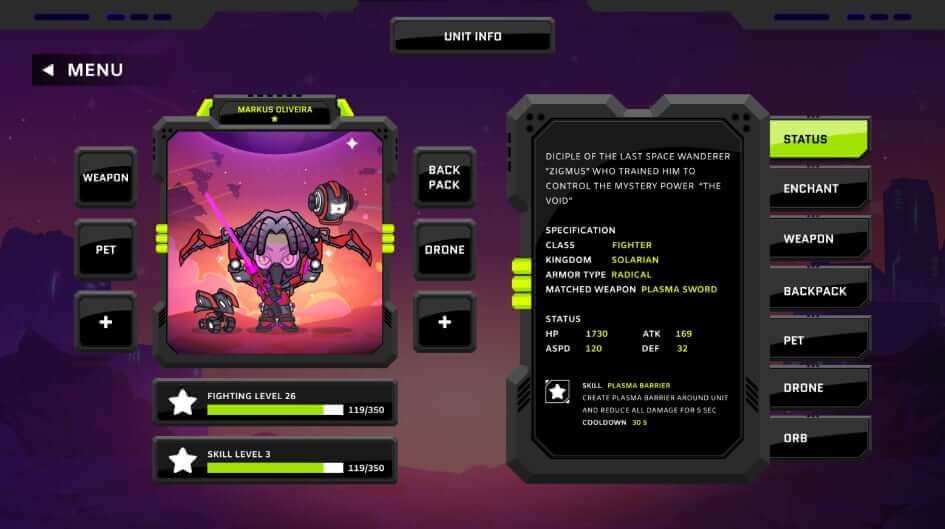 UNIT INFO
MENU
MARKUS OLIVEIRA
WEAPON
PET
+
BACK
PACK
DRONE
+
FIGHTING LEVEL 26
119/350
SKILL LEVEL 3
119/350
DICIPLE OF THE LAST SPACE WANDERER
"ZIGMUS" WHO TRAINED HIM TO
CONTROL THE MYSTERY POWER "THE
VOID"
SPECIFICATION
CLASS FIGHTER
KINGDOM SOLARIAN
ARMOR TYPE RADICAL
MATCHED WEAPON PLASMA SWORD
STATUS
HP 1730 ATK 169
ASPD 120 DEF 32
SKILL PLASMA BARRIER
CREATE PLASMA BARRIER AROUND UNIT
AND REDUCE ALL DAMAGE FOR 5 SEC
COOLDOWN 30 S
STATUS
ENCHANT
WEAPON
BACKPACK
PET
DRONE
ORB